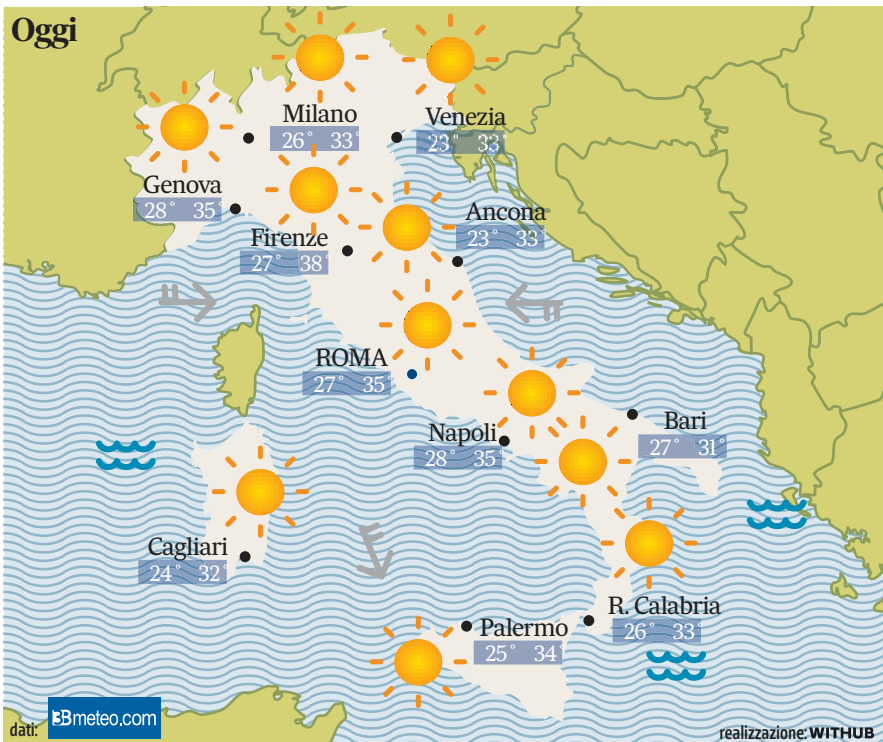 Oggi
Milano
26° 33°
Venezia
23° 33°
Genova
28° 35°
Ancona
23° 33°
Firenze
27° 38°
ROMA
27° 35°
Bari
27° 31°
Napoli
28° 35°
Cagliari
24° 32°
R. Calabria
26° 33°
Palermo
25° 34°
dati: 3Bmeteo.com
realizzazione: WITHUB